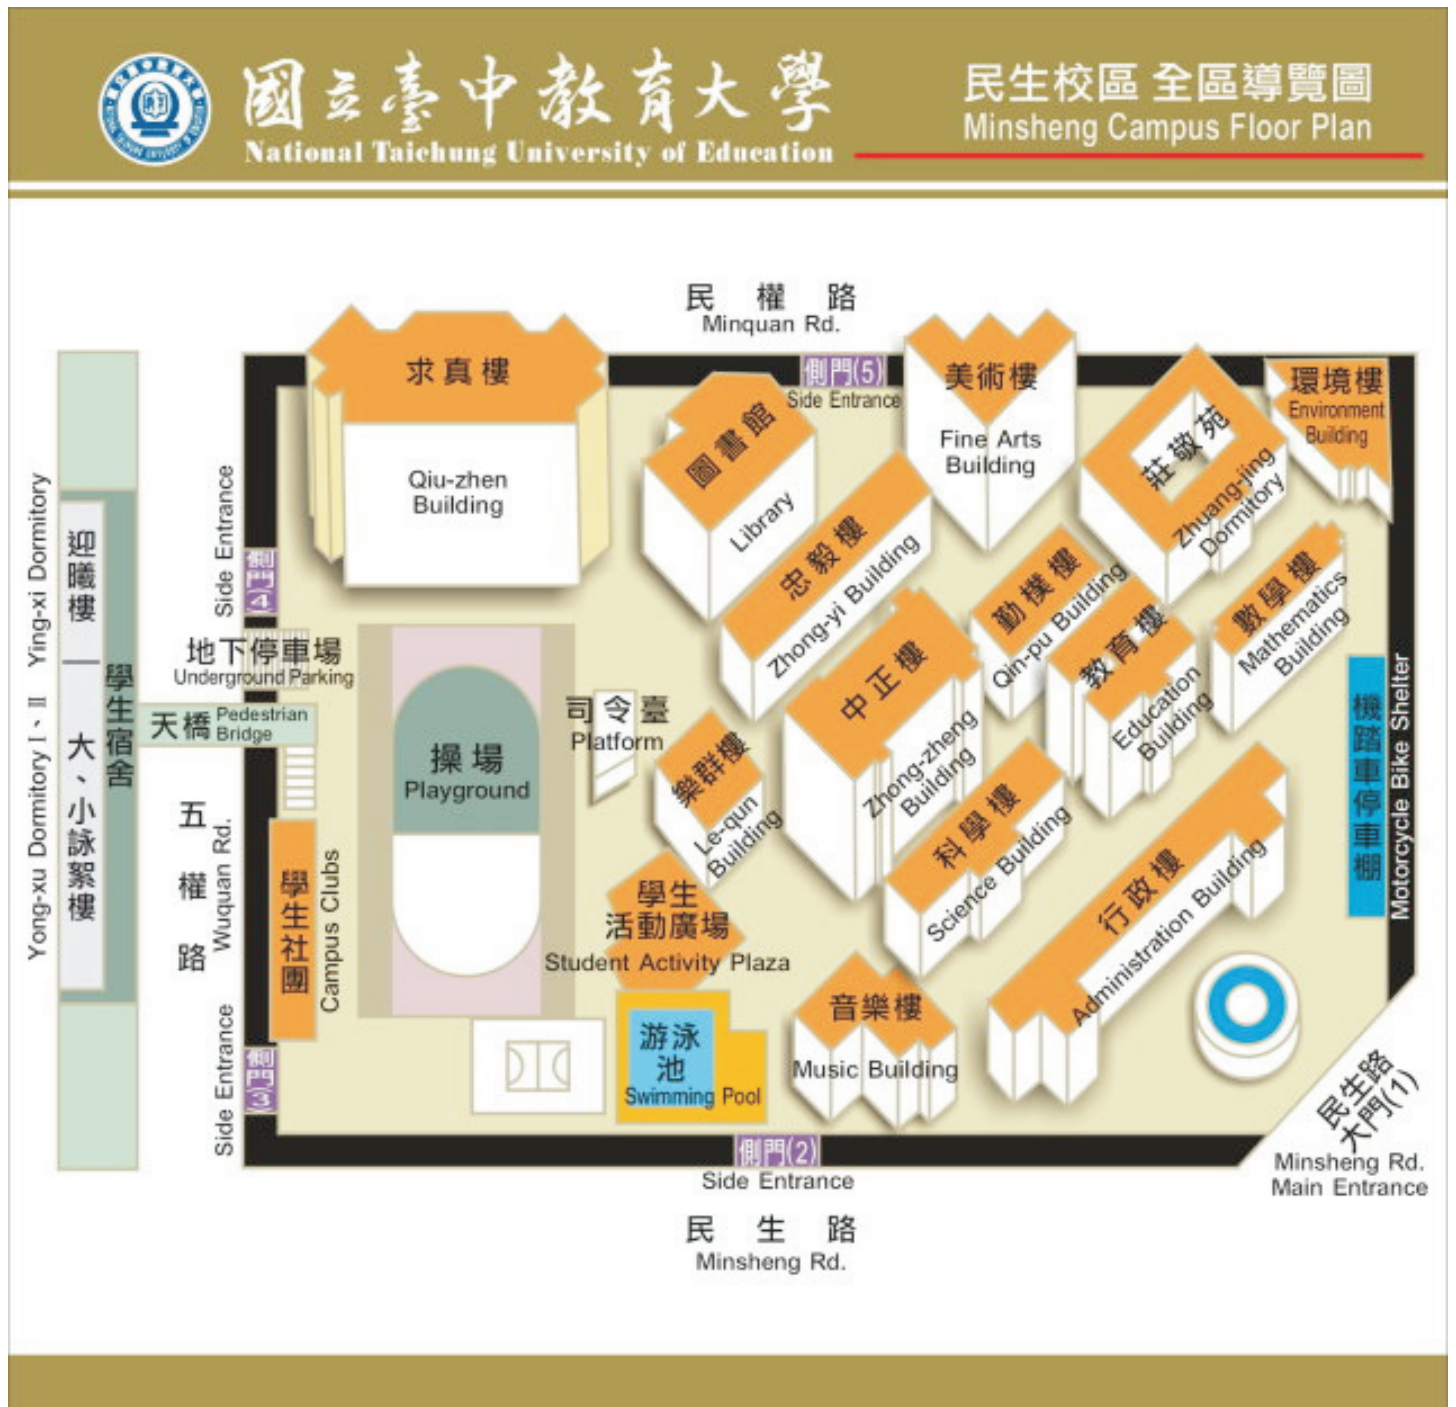 國立臺中教育大學
National Taichung University of Education
民生校區 全區導覽圖
Minsheng Campus Floor Plan
民權路
Minquan Rd.
求真樓
Qiu-zhen
Building
側門(5)
Side Entrance
圖書館
Library
美術樓
Fine Arts
Building
莊敬苑
Zhuang-jing
Dormitory
環境樓
Environment
Building
忠毅樓
Zhong-yi Building
勤樸樓
Qin-pu Building
數學樓
Mathematics
Building
教育樓
Education
Building
中正樓
Zhong-zheng
Building
Side Entrance
側門(4)
地下停車場
Underground Parking
天橋
Pedestrian
Bridge
迎曦樓
Ying-xi Dormitory
大、小詠絮樓
Yong-xu Dormitory I、II
學生宿舍
五權路
Wuquan Rd.
學生社團
Campus Clubs
操場
Playground
司令臺
Platform
樂群樓
Le-qun
Building
科學樓
Science Building
行政樓
Administration Building
機踏車停車棚
Motorcycle Bike Shelter
學生
活動廣場
Student Activity Plaza
游泳
池
Swimming Pool
音樂樓
Music Building
Side Entrance
側門(3)
側門(2)
Side Entrance
民生路
大門(1)
Minsheng Rd.
Main Entrance
民生路
Minsheng Rd.